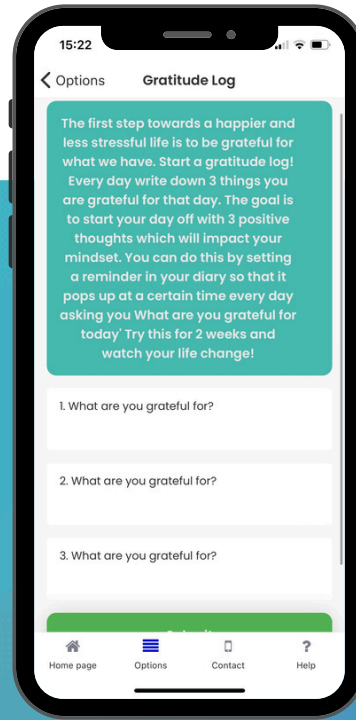 15:22
Options
Gratitude Log
The first step towards a happier and
less stressful life is to be grateful for
what we have. Start a gratitude log!
Every day write down 3 things you
are grateful for that day. The goal is
to start your day off with 3 positive
thoughts which will impact your
mindset. You can do this by setting
a reminder in your diary so that it
pops up at a certain time every day
asking you What are you grateful for
today' Try this for 2 weeks and
watch your life change!
1. What are you grateful for?
2. What are you grateful for?
3. What are you grateful for?
Home page
Options
Contact
?
Help